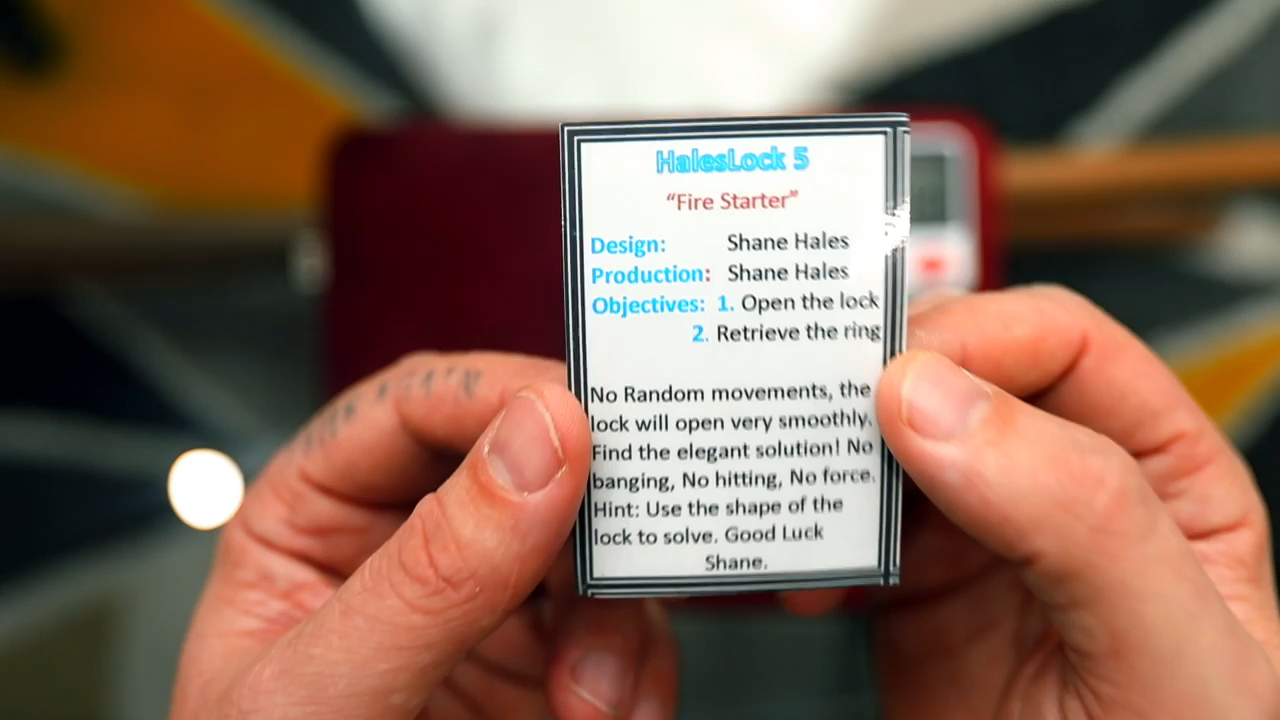 HalesLock 5
“Fire Starter”
Design: Shane Hales
Production: Shane Hales
Objectives: 1. Open the lock
2. Retrieve the ring
No Random movements, the
lock will open very smoothly.
Find the elegant solution! No
banging, No hitting, No force.
Hint: Use the shape of the
lock to solve. Good Luck
Shane.